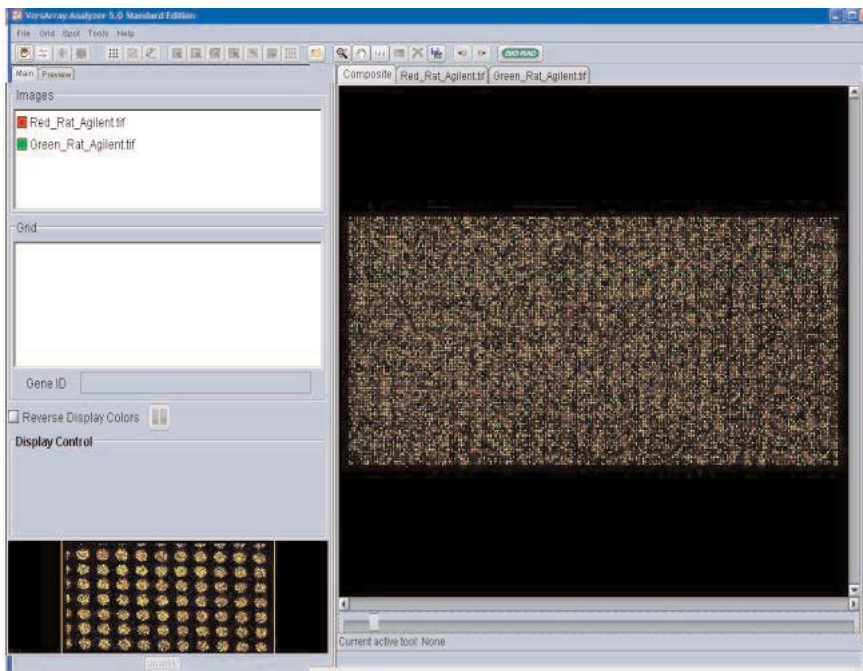 VersArray Analyzer 5.0 Standard Edition
File Grid Spot Tools Help
BIO-RAD
Main Preview
Composite Red_Rat_Agilent.tif Green_Rat_Agilent.tif
Images
Red_Rat_Agilent.tif
Green_Rat_Agilent.tif
Grid
Gene ID
Reverse Display Colors
Display Control
Current active tool: None
Quantify